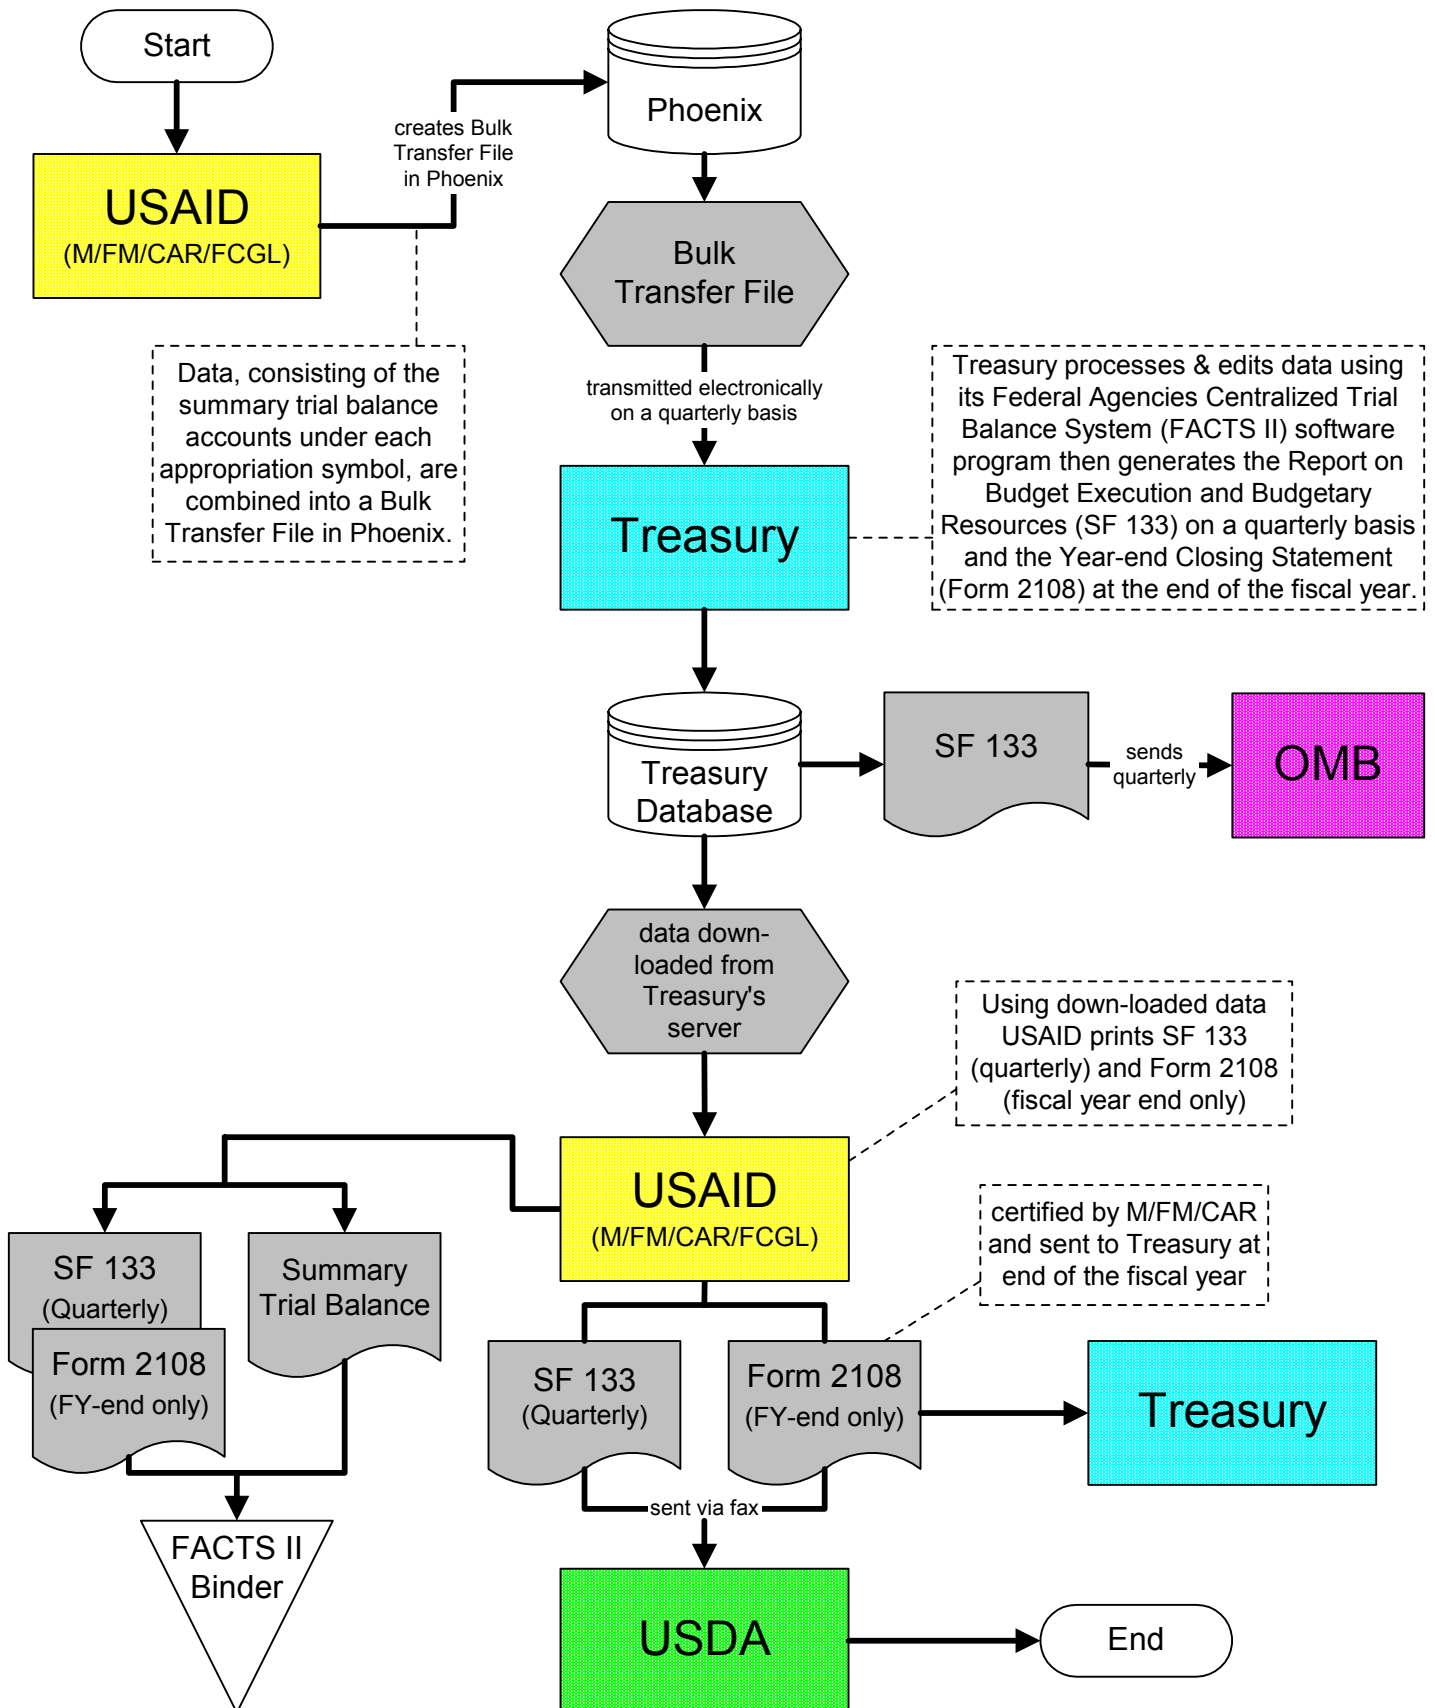 Start
Phoenix
creates Bulk
Transfer File
in Phoenix
USAID
(M/FM/CAR/FCGL)
Bulk
Transfer File
Data, consisting of the
summary trial balance
accounts under each
appropriation symbol, are
combined into a Bulk
Transfer File in Phoenix.
transmitted electronically
on a quarterly basis
Treasury processes & edits data using
its Federal Agencies Centralized Trial
Balance System (FACTS II) software
program then generates the Report on
Budget Execution and Budgetary
Resources (SF 133) on a quarterly basis
and the Year-end Closing Statement
(Form 2108) at the end of the fiscal year.
Treasury
Treasury
Database
SF 133
sends
quarterly
OMB
data down-
loaded from
Treasury's
server
Using down-loaded data
USAID prints SF 133
(quarterly) and Form 2108
(fiscal year end only)
USAID
(M/FM/CAR/FCGL)
certified by M/FM/CAR
and sent to Treasury at
end of the fiscal year
SF 133
(Quarterly)
Form 2108
(FY-end only)
Summary
Trial Balance
SF 133
(Quarterly)
Form 2108
(FY-end only)
Treasury
sent via fax
FACTS II
Binder
USDA
End